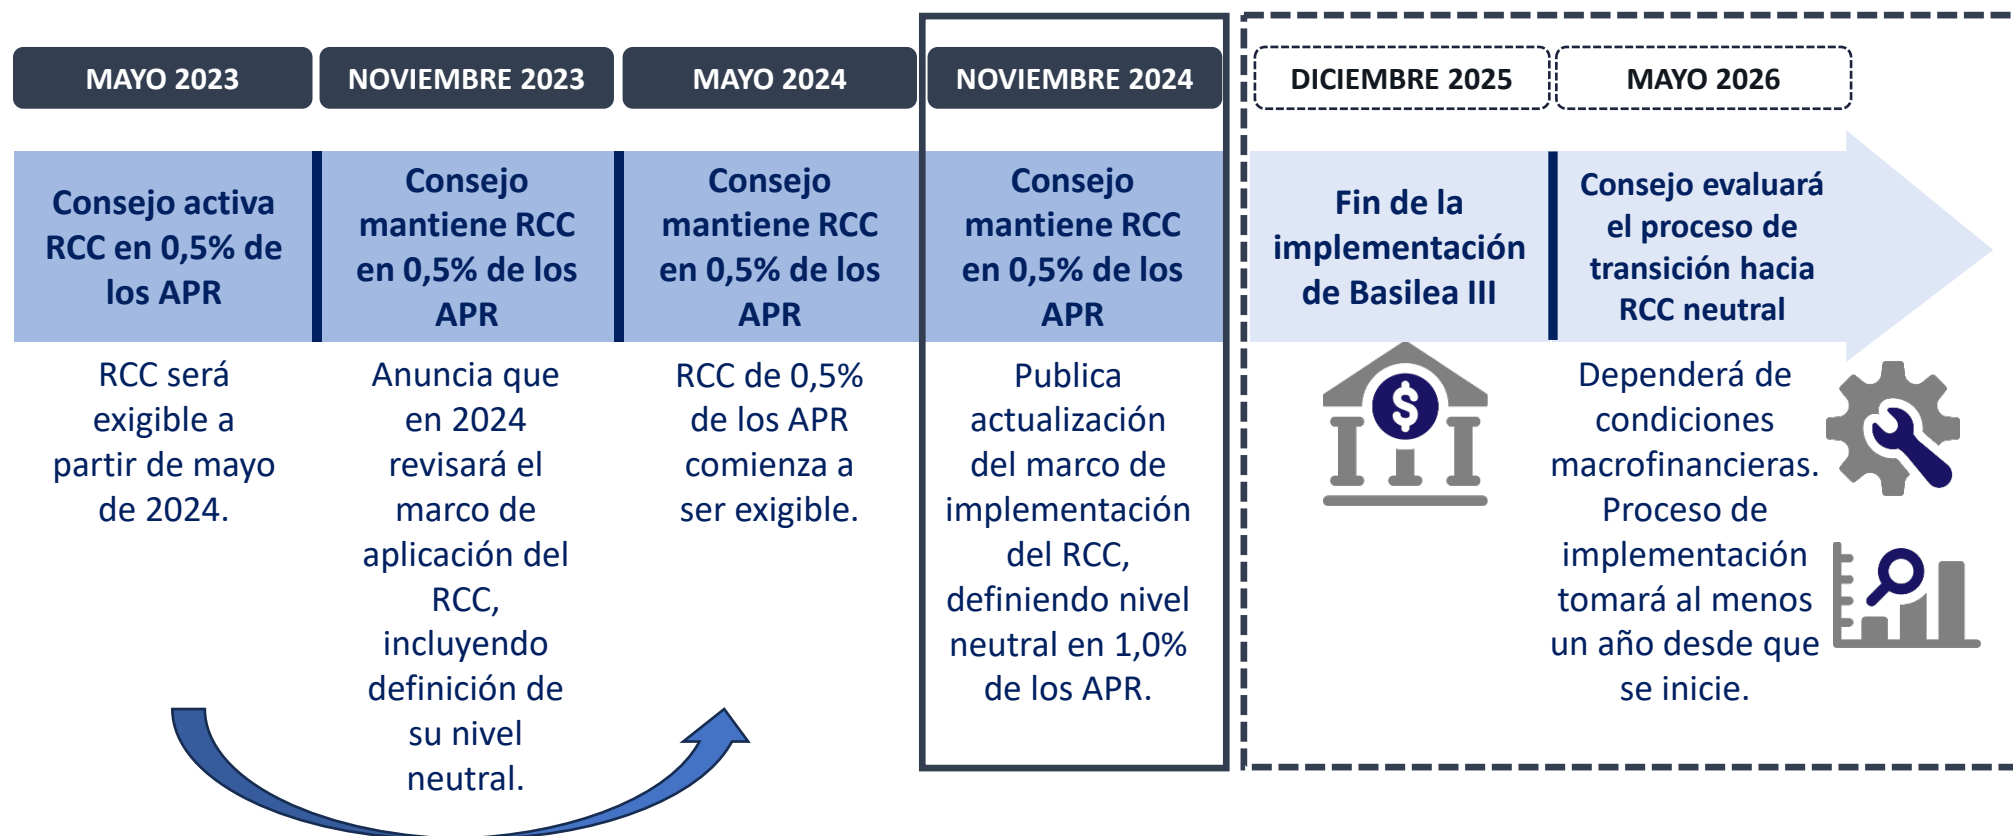 MAYO 2023
NOVIEMBRE 2023
MAYO 2024
NOVIEMBRE 2024
DICIEMBRE 2025
MAYO 2026
Consejo activa
RCC en 0,5% de
los APR
Consejo
mantiene RCC
en 0,5% de los
APR
Consejo
mantiene RCC
en 0,5% de los
APR
Consejo
mantiene RCC
en 0,5% de los
APR
Fin de la
implementación
de Basilea III
Consejo evaluará
el proceso de
transición hacia
RCC neutral
RCC será
exigible a
partir de mayo
de 2024.
Anuncia que
en 2024
revisará el
marco de
aplicación del
RCC,
incluyendo
definición de
su nivel
neutral.
RCC de 0,5%
de los APR
comienza a
ser exigible.
Publica
actualización
del marco de
implementación
del RCC,
definiendo nivel
neutral en 1,0%
de los APR.
$
Dependerá de
condiciones
macrofinancieras.
Proceso de
implementación
tomará al menos
un año desde que
se inicie.